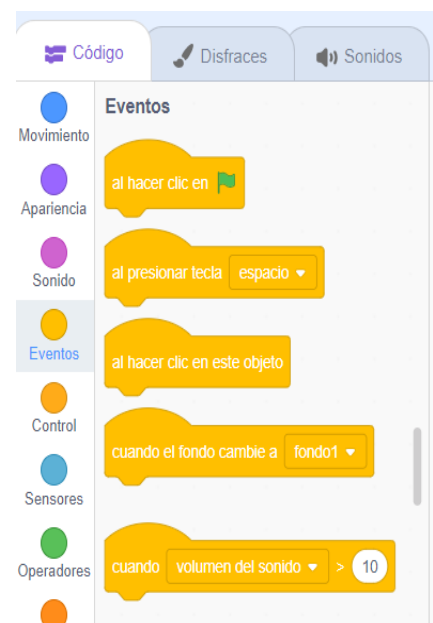 Código
Disfraces
Sonidos
Movimiento
Apariencia
Sonido
Eventos
Control
Sensores
Operadores
Eventos
al hacer clic en
al presionar tecla espacio
al hacer clic en este objeto
cuando el fondo cambie a fondo1
cuando volumen del sonido > 10